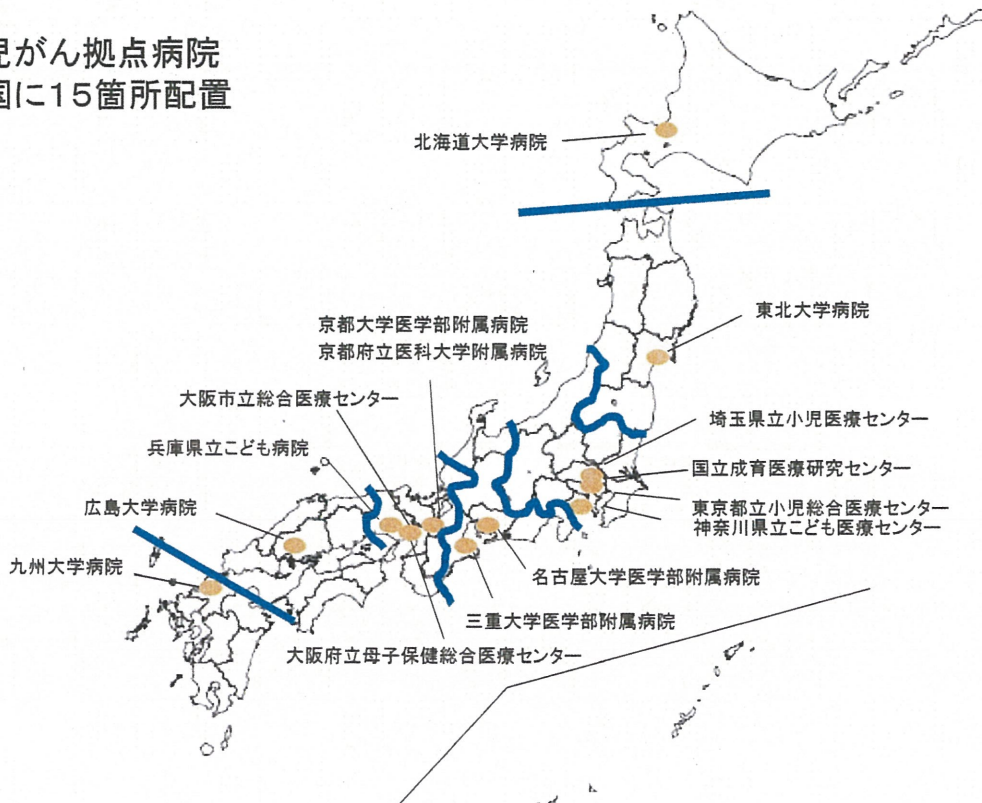 児がん拠点病院
国に15箇所配置
北海道大学病院
東北大学病院
京都大学医学部附属病院
京都府立医科大学附属病院
大阪市立総合医療センター
兵庫県立こども病院
広島大学病院
九州大学病院
埼玉県立小児医療センター
国立成育医療研究センター
東京都立小児総合医療センター
神奈川県立こども医療センター
名古屋大学医学部附属病院
三重大学医学部附属病院
大阪府立母子保健総合医療センター